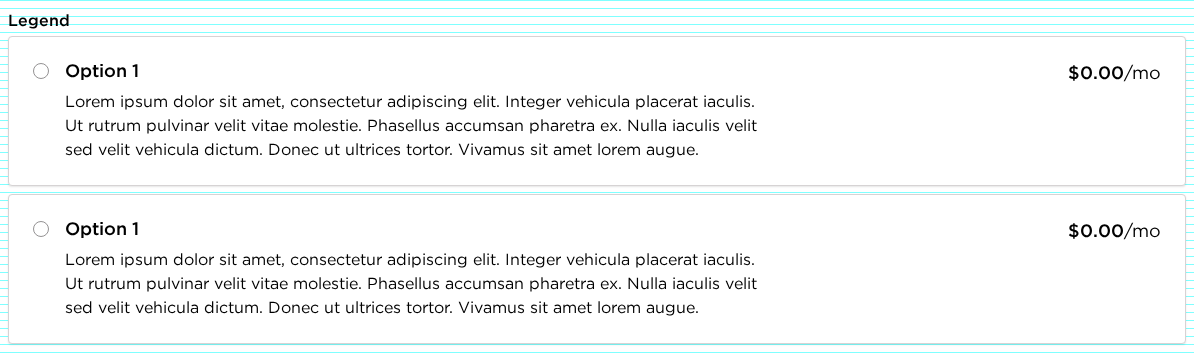 Legend
Option 1
$0.00/mo
Lorem ipsum dolor sit amet, consectetur adipiscing elit. Integer vehicula placerat iaculis.
Ut rutrum pulvinar velit vitae molestie. Phasellus accumsan pharetra ex. Nulla iaculis velit
sed velit vehicula dictum. Donec ut ultrices tortor. Vivamus sit amet lorem augue.
Option 1
$0.00/mo
Lorem ipsum dolor sit amet, consectetur adipiscing elit. Integer vehicula placerat iaculis.
Ut rutrum pulvinar velit vitae molestie. Phasellus accumsan pharetra ex. Nulla iaculis velit
sed velit vehicula dictum. Donec ut ultrices tortor. Vivamus sit amet lorem augue.